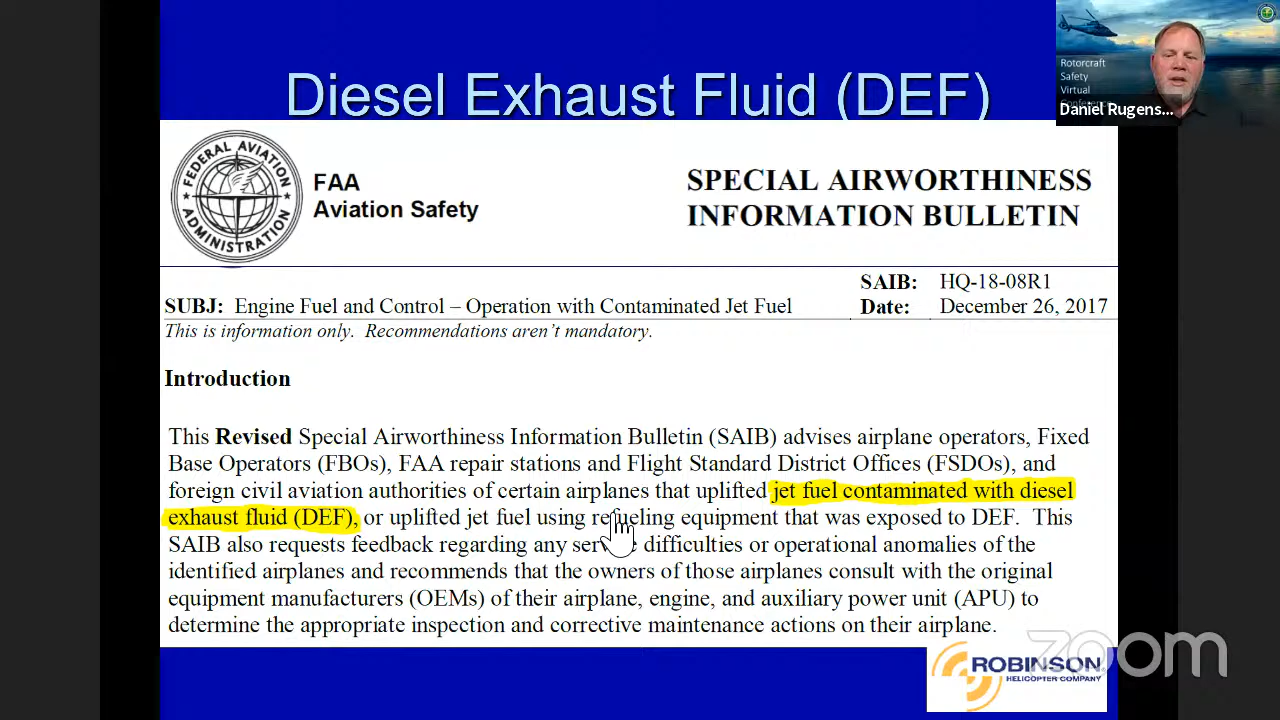 Diesel Exhaust Fluid (DEF)
Rotorcraft
Safety
Virtual
Daniel Rugens...
FEDERAL AVIATION
ADMINISTRATION
FAA
Aviation Safety
SPECIAL AIRWORTHINESS
INFORMATION BULLETIN
SAIB: HQ-18-08R1
SUBJ: Engine Fuel and Control – Operation with Contaminated Jet Fuel
Date: December 26, 2017
This is information only. Recommendations aren't mandatory.
Introduction
This Revised Special Airworthiness Information Bulletin (SAIB) advises airplane operators, Fixed
Base Operators (FBOs), FAA repair stations and Flight Standard District Offices (FSDOs), and
foreign civil aviation authorities of certain airplanes that uplifted jet fuel contaminated with diesel
exhaust fluid (DEF), or uplifted jet fuel using refueling equipment that was exposed to DEF. This
SAIB also requests feedback regarding any service difficulties or operational anomalies of the
identified airplanes and recommends that the owners of those airplanes consult with the original
equipment manufacturers (OEMs) of their airplane, engine, and auxiliary power unit (APU) to
determine the appropriate inspection and corrective maintenance actions on their airplane.
ROBINSON
HELICOPTER COMPANY
zoom